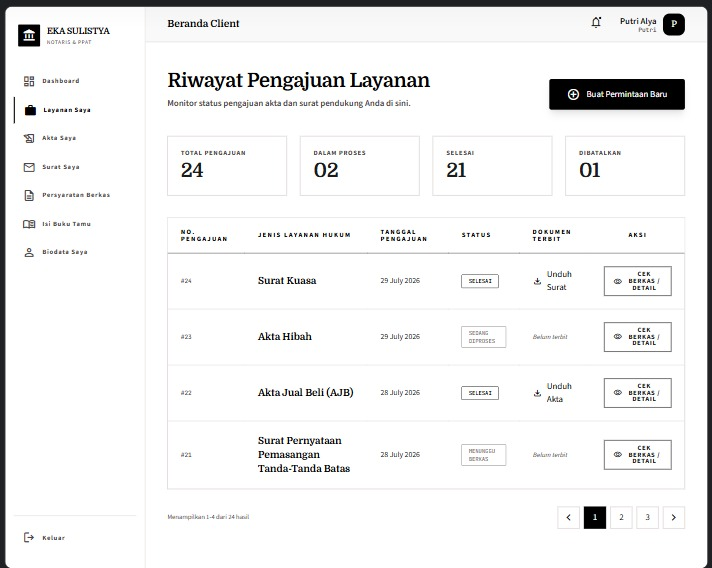 EKA SULISTYA
NOTARIS & PPAT
Dashboard
Layanan Saya
Akta Saya
Surat Saya
Persyaratan Berkas
Isi Buku Tamu
Biodata Saya
Keluar
Beranda Client
Putri Alya
Putri
P
Riwayat Pengajuan Layanan
Monitor status pengajuan akta dan surat pendukung Anda di sini.
Buat Permintaan Baru
TOTAL PENGAJUAN
24
DALAM PROSES
02
SELESAI
21
DIBATALKAN
01
NO.
PENGAJUAN
JENIS LAYANAN HUKUM
TANGGAL
PENGAJUAN
STATUS
DOKUMEN
TERBIT
AKSI
#24
Surat Kuasa
29 July 2026
SELESAI
Unduh
Surat
CEK
BERKAS /
DETAIL
#23
Akta Hibah
29 July 2026
SEDANG
DIPROSES
Belum terbit
CEK
BERKAS /
DETAIL
#22
Akta Jual Beli (AJB)
28 July 2026
SELESAI
Unduh
Akta
CEK
BERKAS /
DETAIL
#21
Surat Pernyataan
Pemasangan
Tanda-Tanda Batas
28 July 2026
MENUNGGU
BERKAS
Belum terbit
CEK
BERKAS /
DETAIL
Menampilkan 1-4 dari 24 hasil
1
2
3